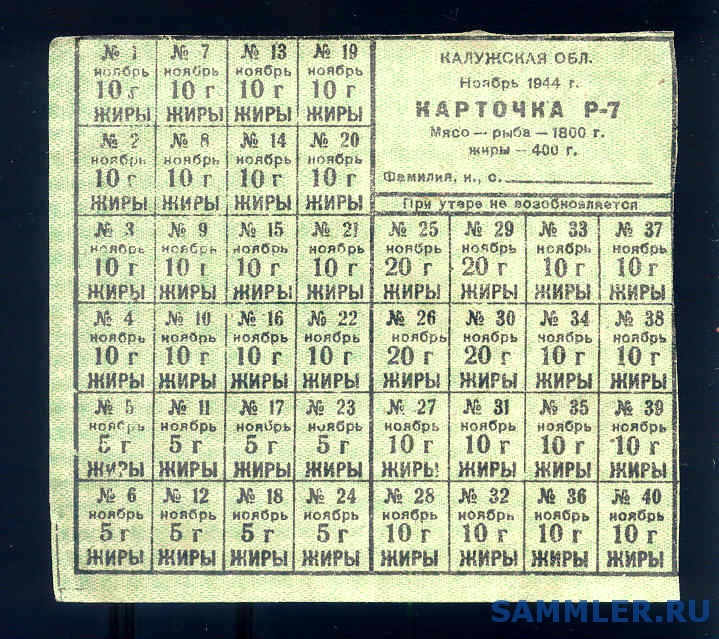 № 1 № 7 № 13 № 19
ноябрь ноябрь ноябрь ноябрь
10 г 10 г 10 г 10 г
ЖИРЫ ЖИРЫ ЖИРЫ ЖИРЫ
№ 2 № 8 № 14 № 20
ноябрь ноябрь ноябрь ноябрь
10 г 10 г 10 г 10 г
ЖИРЫ ЖИРЫ ЖИРЫ ЖИРЫ
КАЛУЖСКАЯ ОБЛ.
Ноябрь 1944 г.
КАРТОЧКА Р-7
Мясо — рыба — 1800 г.
жиры — 400 г.
Фамилия, и., о.
При утере не возобновляется
№ 3 № 9 № 15 № 21 № 25 № 29 № 33 № 37
ноябрь ноябрь ноябрь ноябрь ноябрь ноябрь ноябрь ноябрь
10 г 10 г 10 г 10 г 20 г 20 г 10 г 10 г
ЖИРЫ ЖИРЫ ЖИРЫ ЖИРЫ ЖИРЫ ЖИРЫ ЖИРЫ ЖИРЫ
№ 4 № 10 № 16 № 22 № 26 № 30 № 34 № 38
ноябрь ноябрь ноябрь ноябрь ноябрь ноябрь ноябрь ноябрь
10 г 10 г 10 г 10 г 20 г 20 г 10 г 10 г
ЖИРЫ ЖИРЫ ЖИРЫ ЖИРЫ ЖИРЫ ЖИРЫ ЖИРЫ ЖИРЫ
№ 5 № 11 № 17 № 23 № 27 № 31 № 35 № 39
ноябрь ноябрь ноябрь ноябрь ноябрь ноябрь ноябрь ноябрь
5 г 5 г 5 г 5 г 10 г 10 г 10 г 10 г
ЖИРЫ ЖИРЫ ЖИРЫ ЖИРЫ ЖИРЫ ЖИРЫ ЖИРЫ ЖИРЫ
№ 6 № 12 № 18 № 24 № 28 № 32 № 36 № 40
ноябрь ноябрь ноябрь ноябрь ноябрь ноябрь ноябрь ноябрь
5 г 5 г 5 г 5 г 10 г 10 г 10 г 10 г
ЖИРЫ ЖИРЫ ЖИРЫ ЖИРЫ ЖИРЫ ЖИРЫ ЖИРЫ ЖИРЫ
SAMMLER.RU